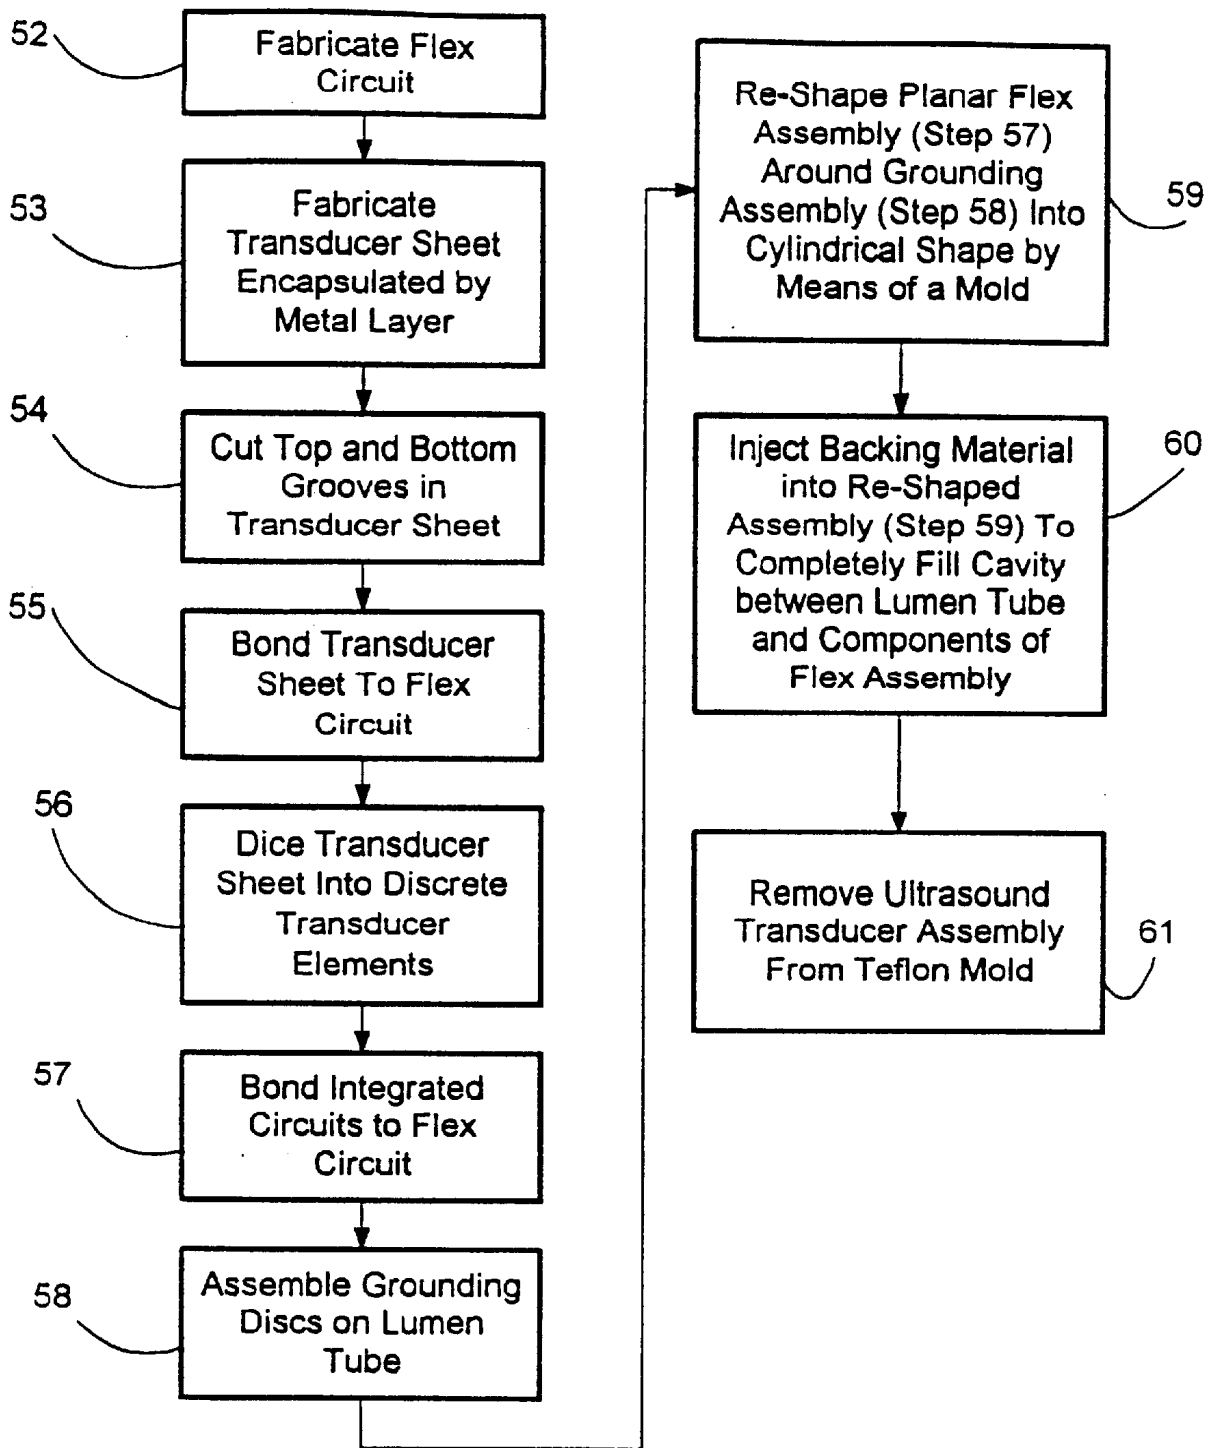 52
Fabricate Flex
Circuit
53
Fabricate
Transducer Sheet
Encapsulated by
Metal Layer
54
Cut Top and Bottom
Grooves in
Transducer Sheet
55
Bond Transducer
Sheet To Flex
Circuit
56
Dice Transducer
Sheet Into Discrete
Transducer
Elements
57
Bond Integrated
Circuits to Flex
Circuit
58
Assemble Grounding
Discs on Lumen
Tube
Re-Shape Planar Flex
Assembly (Step 57)
Around Grounding
Assembly (Step 58) Into
Cylindrical Shape by
Means of a Mold
59
Inject Backing Material
into Re-Shaped
Assembly (Step 59) To
Completely Fill Cavity
between Lumen Tube
and Components of
Flex Assembly
60
Remove Ultrasound
Transducer Assembly
From Teflon Mold
61